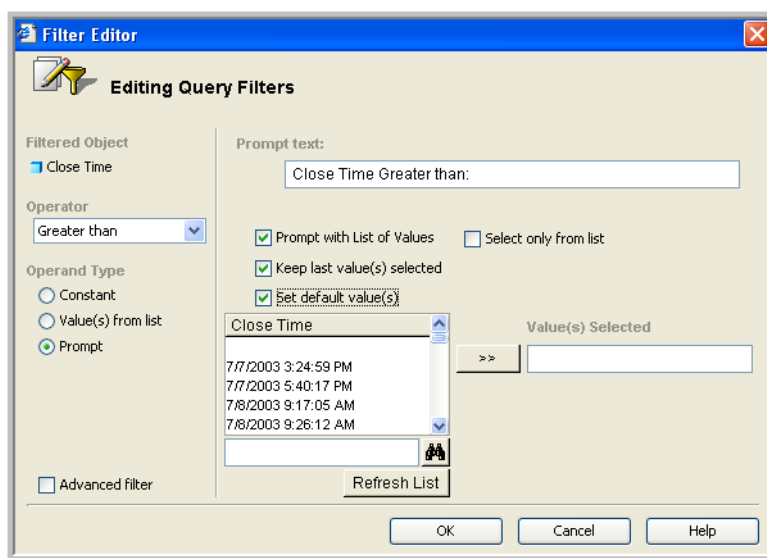 Filter Editor
Editing Query Filters
Filtered Object
Close Time
Operator
Greater than
Operand Type
Constant
Value(s) from list
Prompt
Advanced filter
Prompt text:
Close Time Greater than:
Prompt with List of Values
Select only from list
Keep last value(s) selected
Set default value(s)
Close Time
7/7/2003 3:24:59 PM
7/7/2003 5:40:17 PM
7/8/2003 9:17:05 AM
7/8/2003 9:26:12 AM
>>
Value(s) Selected
Refresh List
OK
Cancel
Help